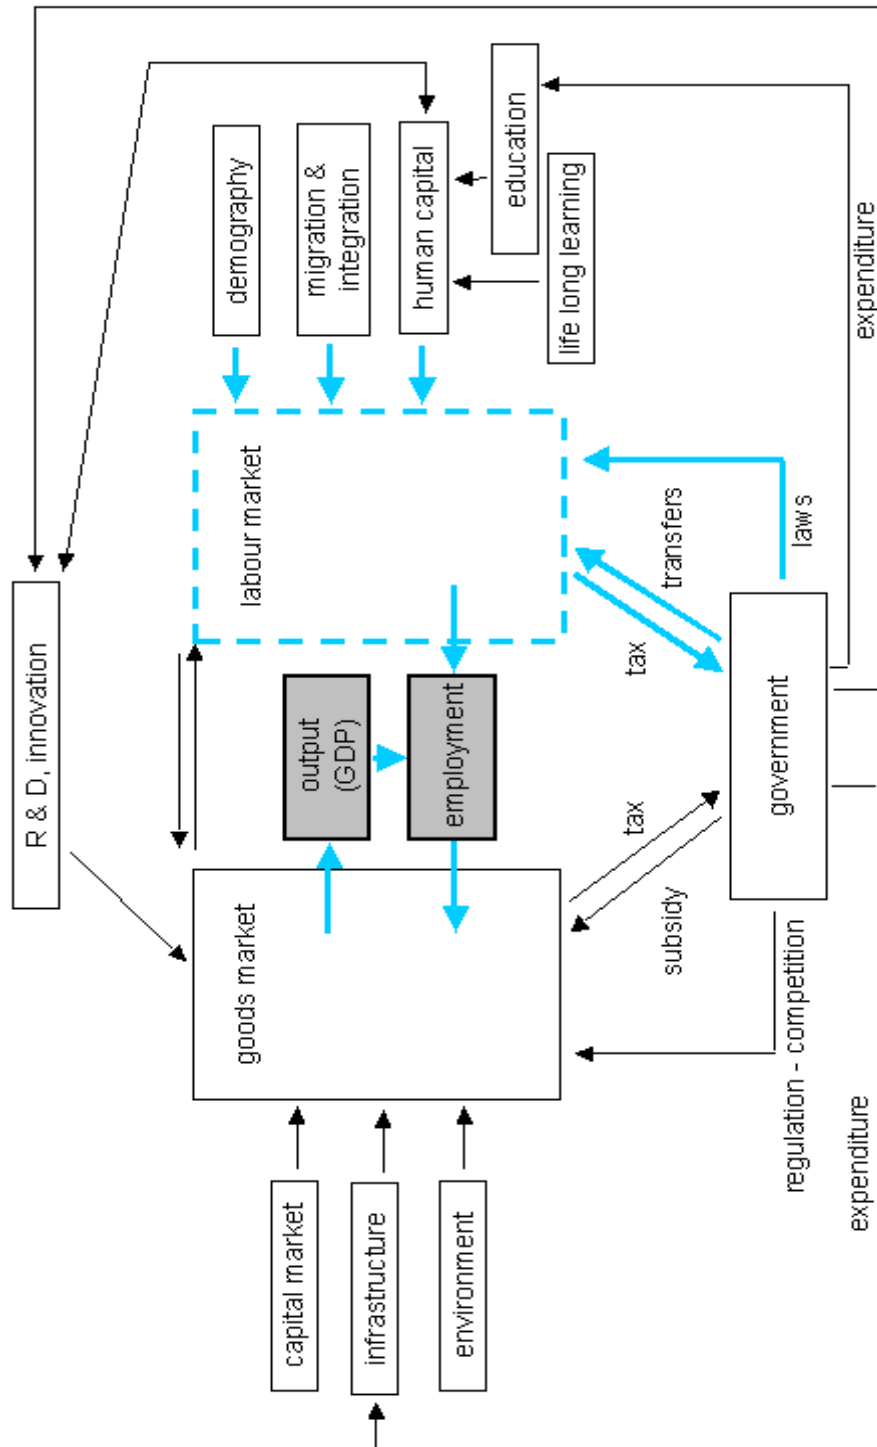 R & D, innovation
capital market
infrastructure
environment
goods market
output
(GDP)
employment
labour market
demography
migration &
integration
human capital
education
life long learning
subsidy
tax
tax
transfers
laws
regulation - competition
government
expenditure
expenditure